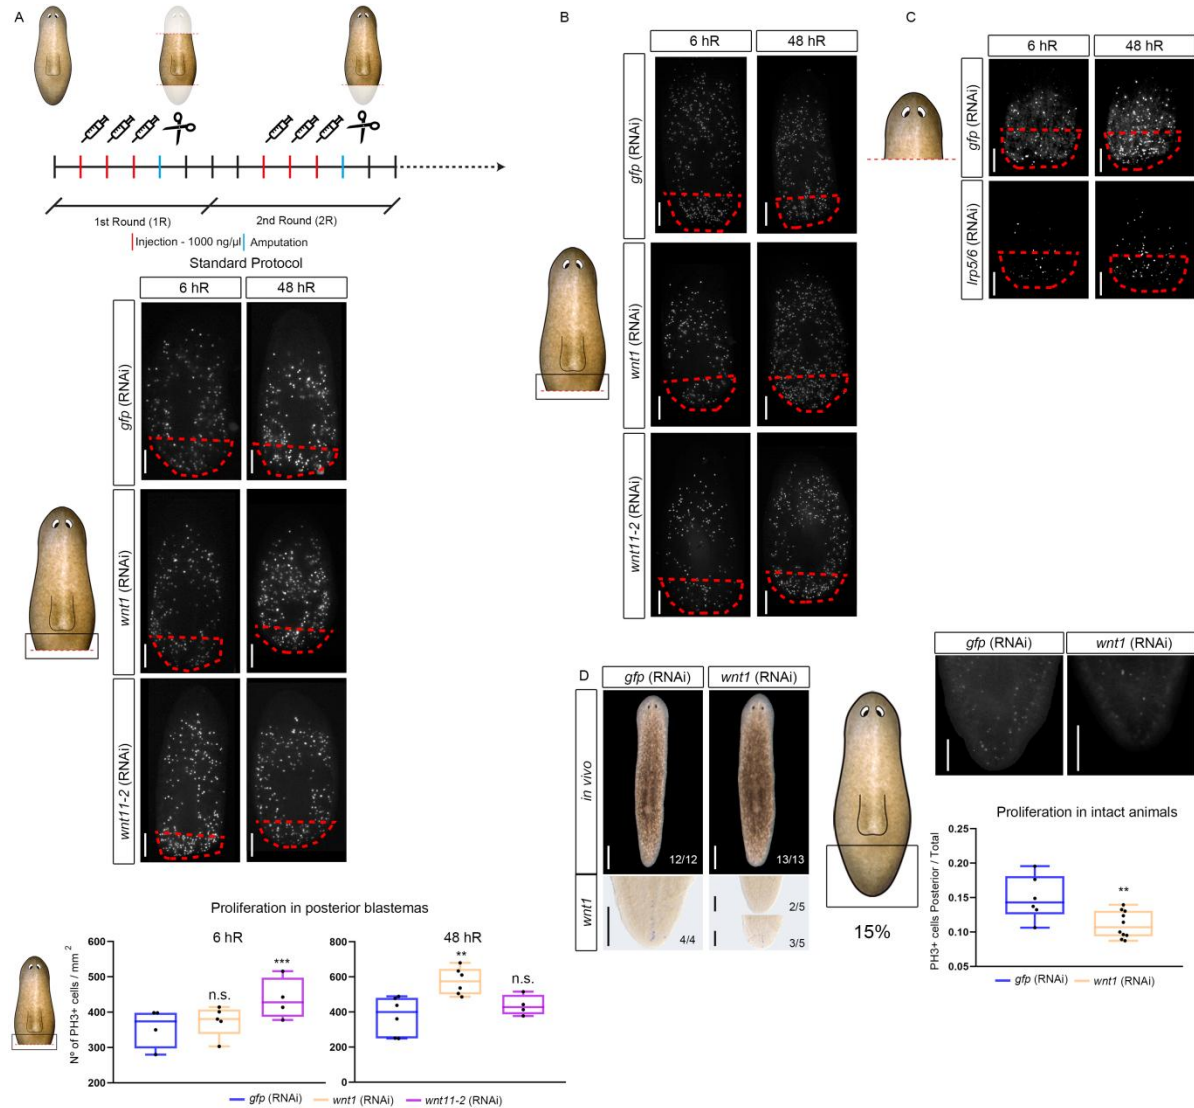 A
1st Round (1R)
2nd Round (2R)
Injection - 1000 ng/µl
Amputation
Standard Protocol
6 hR
48 hR
gfp (RNAi)
wnt1 (RNAi)
wnt11-2 (RNAi)
Proliferation in posterior blastemas
6 hR
48 hR
Nº of PH3+ cells / mm²
600
500
400
300
200
n.s.
***
800
600
400
200
0
**
n.s.
gfp (RNAi)
wnt1 (RNAi)
wnt11-2 (RNAi)
B
6 hR
48 hR
gfp (RNAi)
wnt1 (RNAi)
wnt11-2 (RNAi)
C
6 hR
48 hR
gfp (RNAi)
lrp5/6 (RNAi)
D
gfp (RNAi)
wnt1 (RNAi)
in vivo
12/12
13/13
wnt1
4/4
2/5
3/5
15%
gfp (RNAi)
wnt1 (RNAi)
Proliferation in intact animals
PH3+ cells Posterior / Total
0.25
0.20
0.15
0.10
0.05
**
gfp (RNAi)
wnt1 (RNAi)